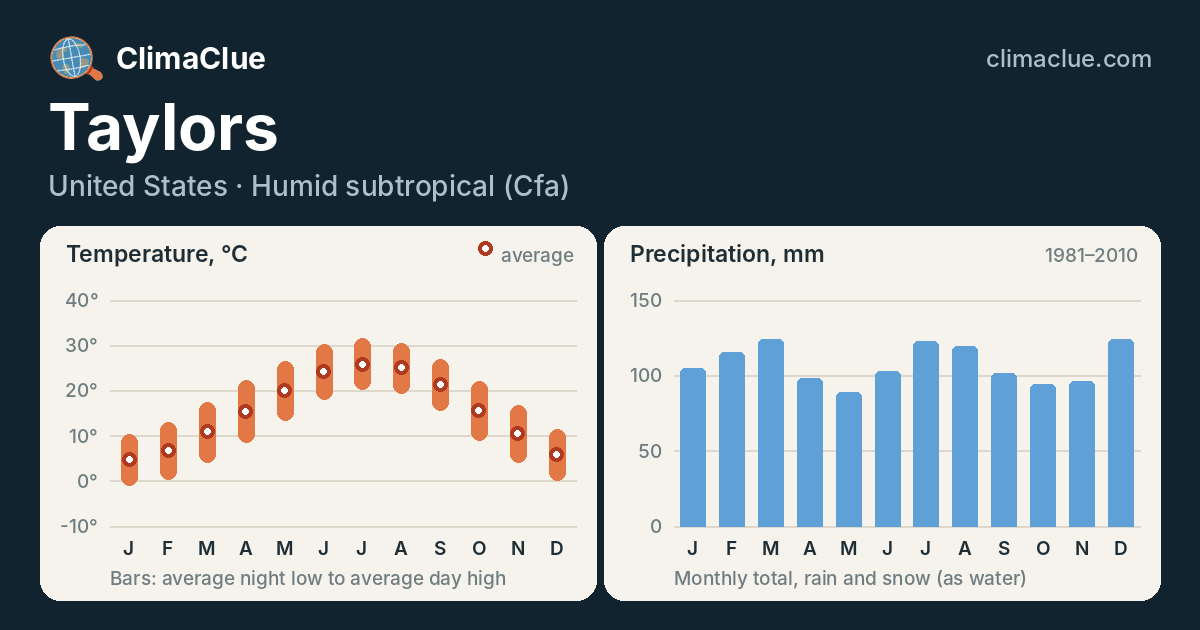 ClimaClue
climaclue.com
Taylors
United States · Humid subtropical (Cfa)
Temperature, °C
average
40°
30°
20°
10°
0°
-10°
J F M A M J J A S O N D
Bars: average night low to average day high
Precipitation, mm
1981–2010
150
100
50
0
J F M A M J J A S O N D
Monthly total, rain and snow (as water)